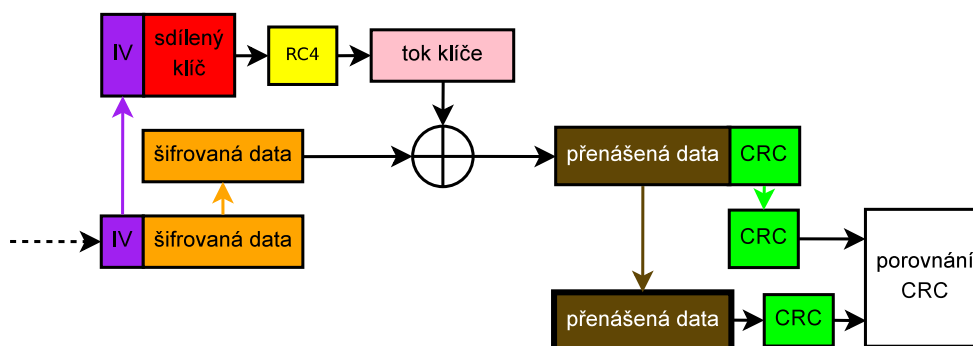 IV
sdílený
klíč
RC4
tok klíče
šifrovaná data
přenášená data
CRC
IV
šifrovaná data
CRC
porovnání
CRC
přenášená data
CRC